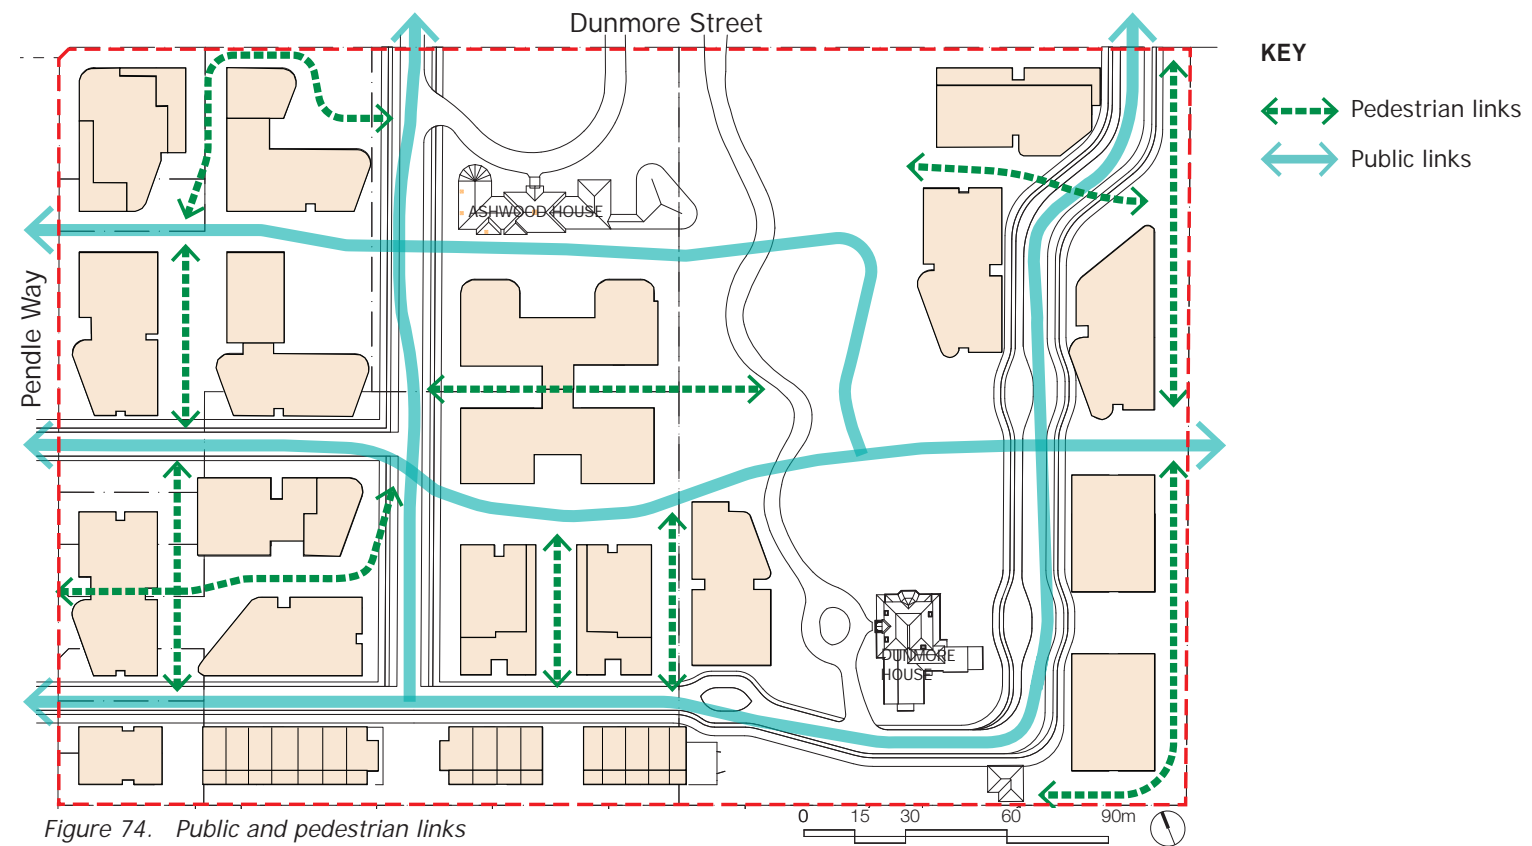 Dunmore Street
KEY
Pedestrian links
Public links
ASHWOOD HOUSE
Pendle Way
DUNMORE
HOUSE
0 15 30 60 90m
Figure 74. Public and pedestrian links